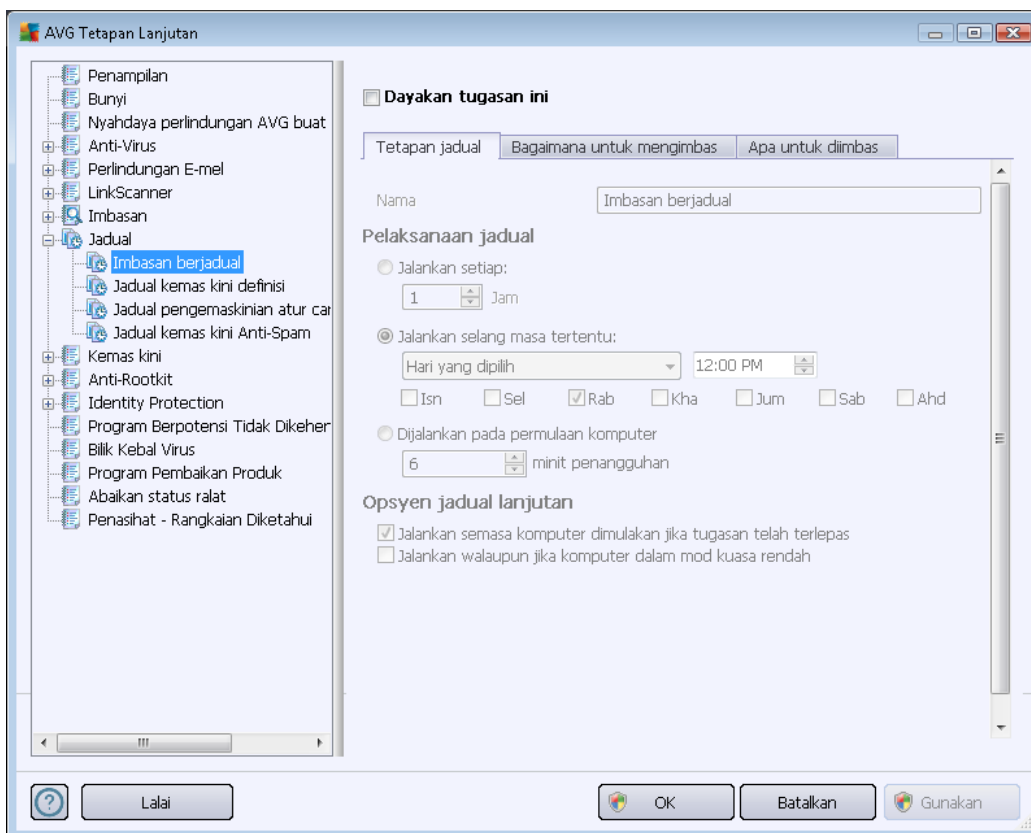 AVG Tetapan Lanjutan
Penampilan
Bunyi
Nyahdaya perlindungan AVG buat
Anti-Virus
Perlindungan E-mel
LinkScanner
Imbasan
Jadual
Imbasan berjadual
Jadual kemas kini definisi
Jadual pengemaskinian atur car
Jadual kemas kini Anti-Spam
Kemas kini
Anti-Rootkit
Identity Protection
Program Berpotensi Tidak Dikeher
Bilik Kebal Virus
Program Pembaikan Produk
Abaikan status ralat
Penasihat - Rangkaian Diketahui
Dayakan tugasan ini
Tetapan jadual Bagaimana untuk mengimbas Apa untuk diimbas
Nama Imbasan berjadual
Pelaksanaan jadual
Jalankan setiap:
1 Jam
Jalankan selang masa tertentu:
Hari yang dipilih 12:00 PM
Isn Sel Rab Kha Jum Sab Ahd
Dijalankan pada permulaan komputer
6 minit penangguhan
Opsyen jadual lanjutan
Jalankan semasa komputer dimulakan jika tugasan telah terlepas
Jalankan walaupun jika komputer dalam mod kuasa rendah
? Lalai OK Batalkan Gunakan